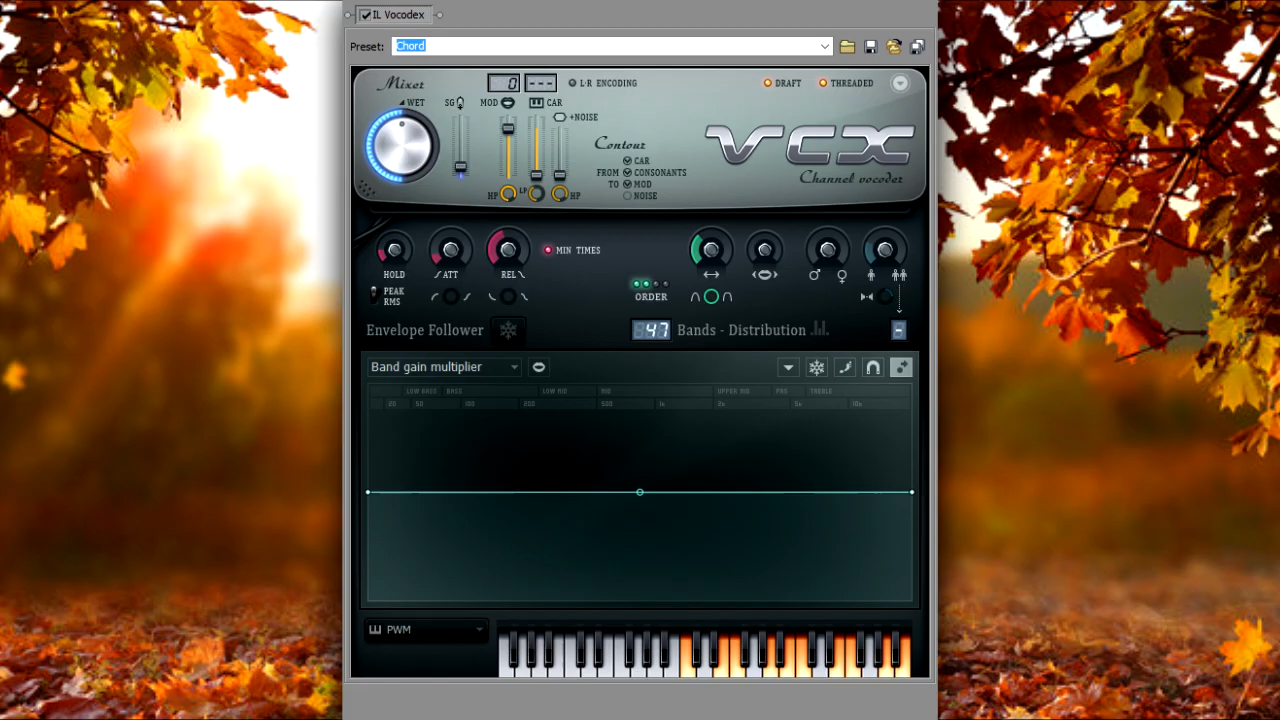 IL Vocodex
Preset: Chord
Mixer
0 --- L-R ENCODING DRAFT THREADED
WET SG MOD CAR
+NOISE
Contour
CAR
FROM CONSONANTS
TO MOD
NOISE
HP LP HP
VCX
Channel vocoder
HOLD ATT REL MIN TIMES
PEAK
RMS
ORDER
Envelope Follower 47 Bands - Distribution -
Band gain multiplier
LOW BASS BASS LOW MID MID UPPER MID PRS TREBLE
20 50 100 200 500 1k 2k 5k 10k
PWM